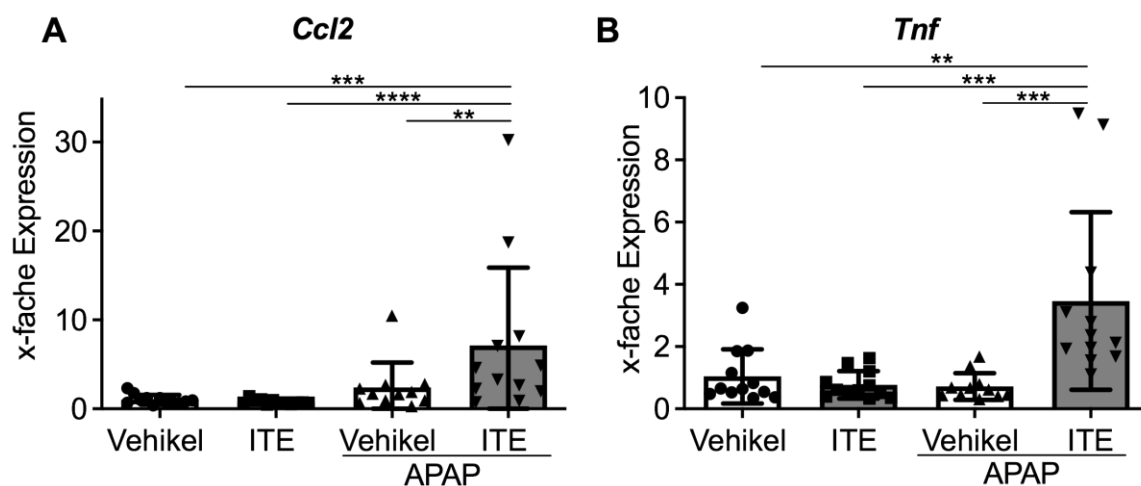 A
Ccl2
***
****
**
x-fache Expression
30
20
10
0
Vehikel ITE Vehikel ITE
APAP
B
Tnf
**
***
***
x-fache Expression
10
8
6
4
2
0
Vehikel ITE Vehikel ITE
APAP